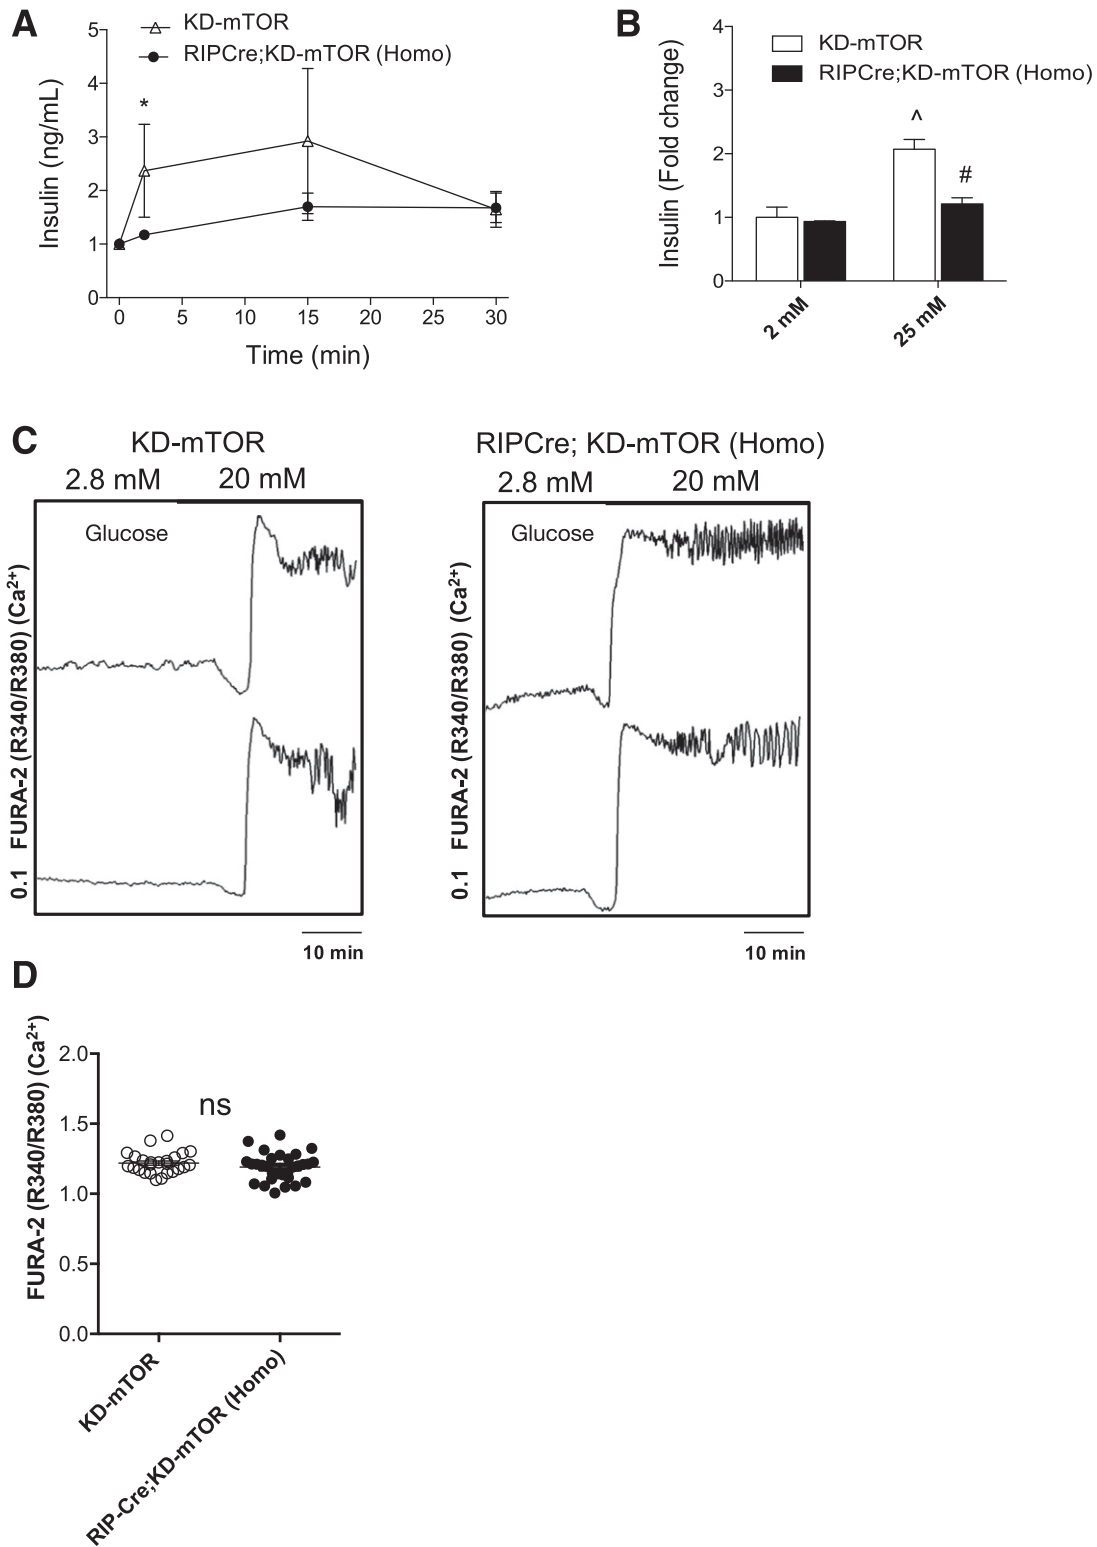 A
KD-mTOR
RIPCre;KD-mTOR (Homo)
Insulin (ng/mL)
5
4
3
2
1
0
*
0 5 10 15 20 25 30
Time (min)
B
KD-mTOR
RIPCre;KD-mTOR (Homo)
Insulin (Fold change)
4
3
2
1
0
^
#
2 mM
25 mM
C
KD-mTOR
2.8 mM 20 mM
Glucose
0.1 FURA-2 (R340/R380) (Ca²⁺)
10 min
RIPCre; KD-mTOR (Homo)
2.8 mM 20 mM
Glucose
0.1 FURA-2 (R340/R380) (Ca²⁺)
10 min
D
FURA-2 (R340/R380) (Ca²⁺)
2.0
1.5
1.0
0.5
0.0
ns
KD-mTOR
RIP-Cre;KD-mTOR (Homo)